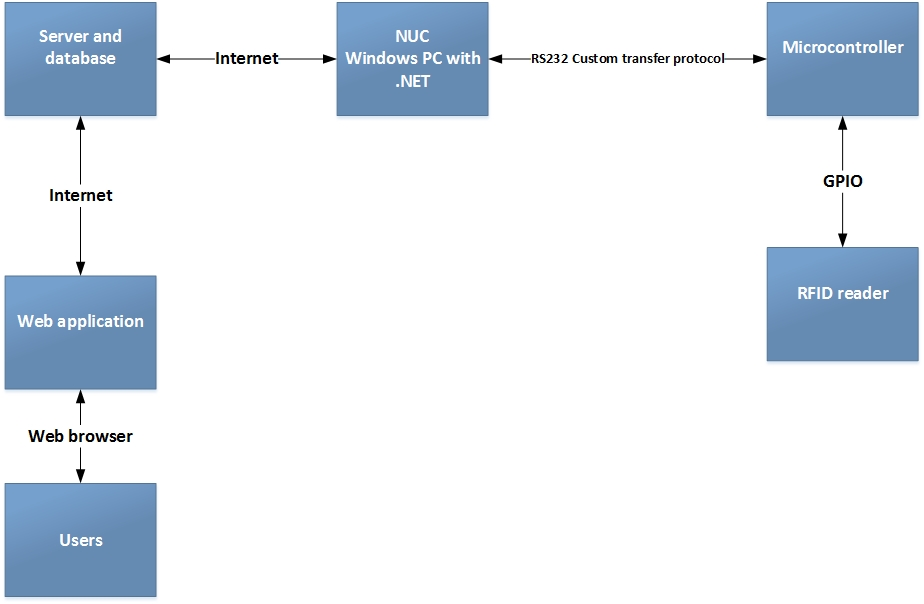 Server and
database
Internet
NUC
Windows PC with
.NET
RS232 Custom transfer protocol
Microcontroller
Internet
GPIO
Web application
RFID reader
Web browser
Users